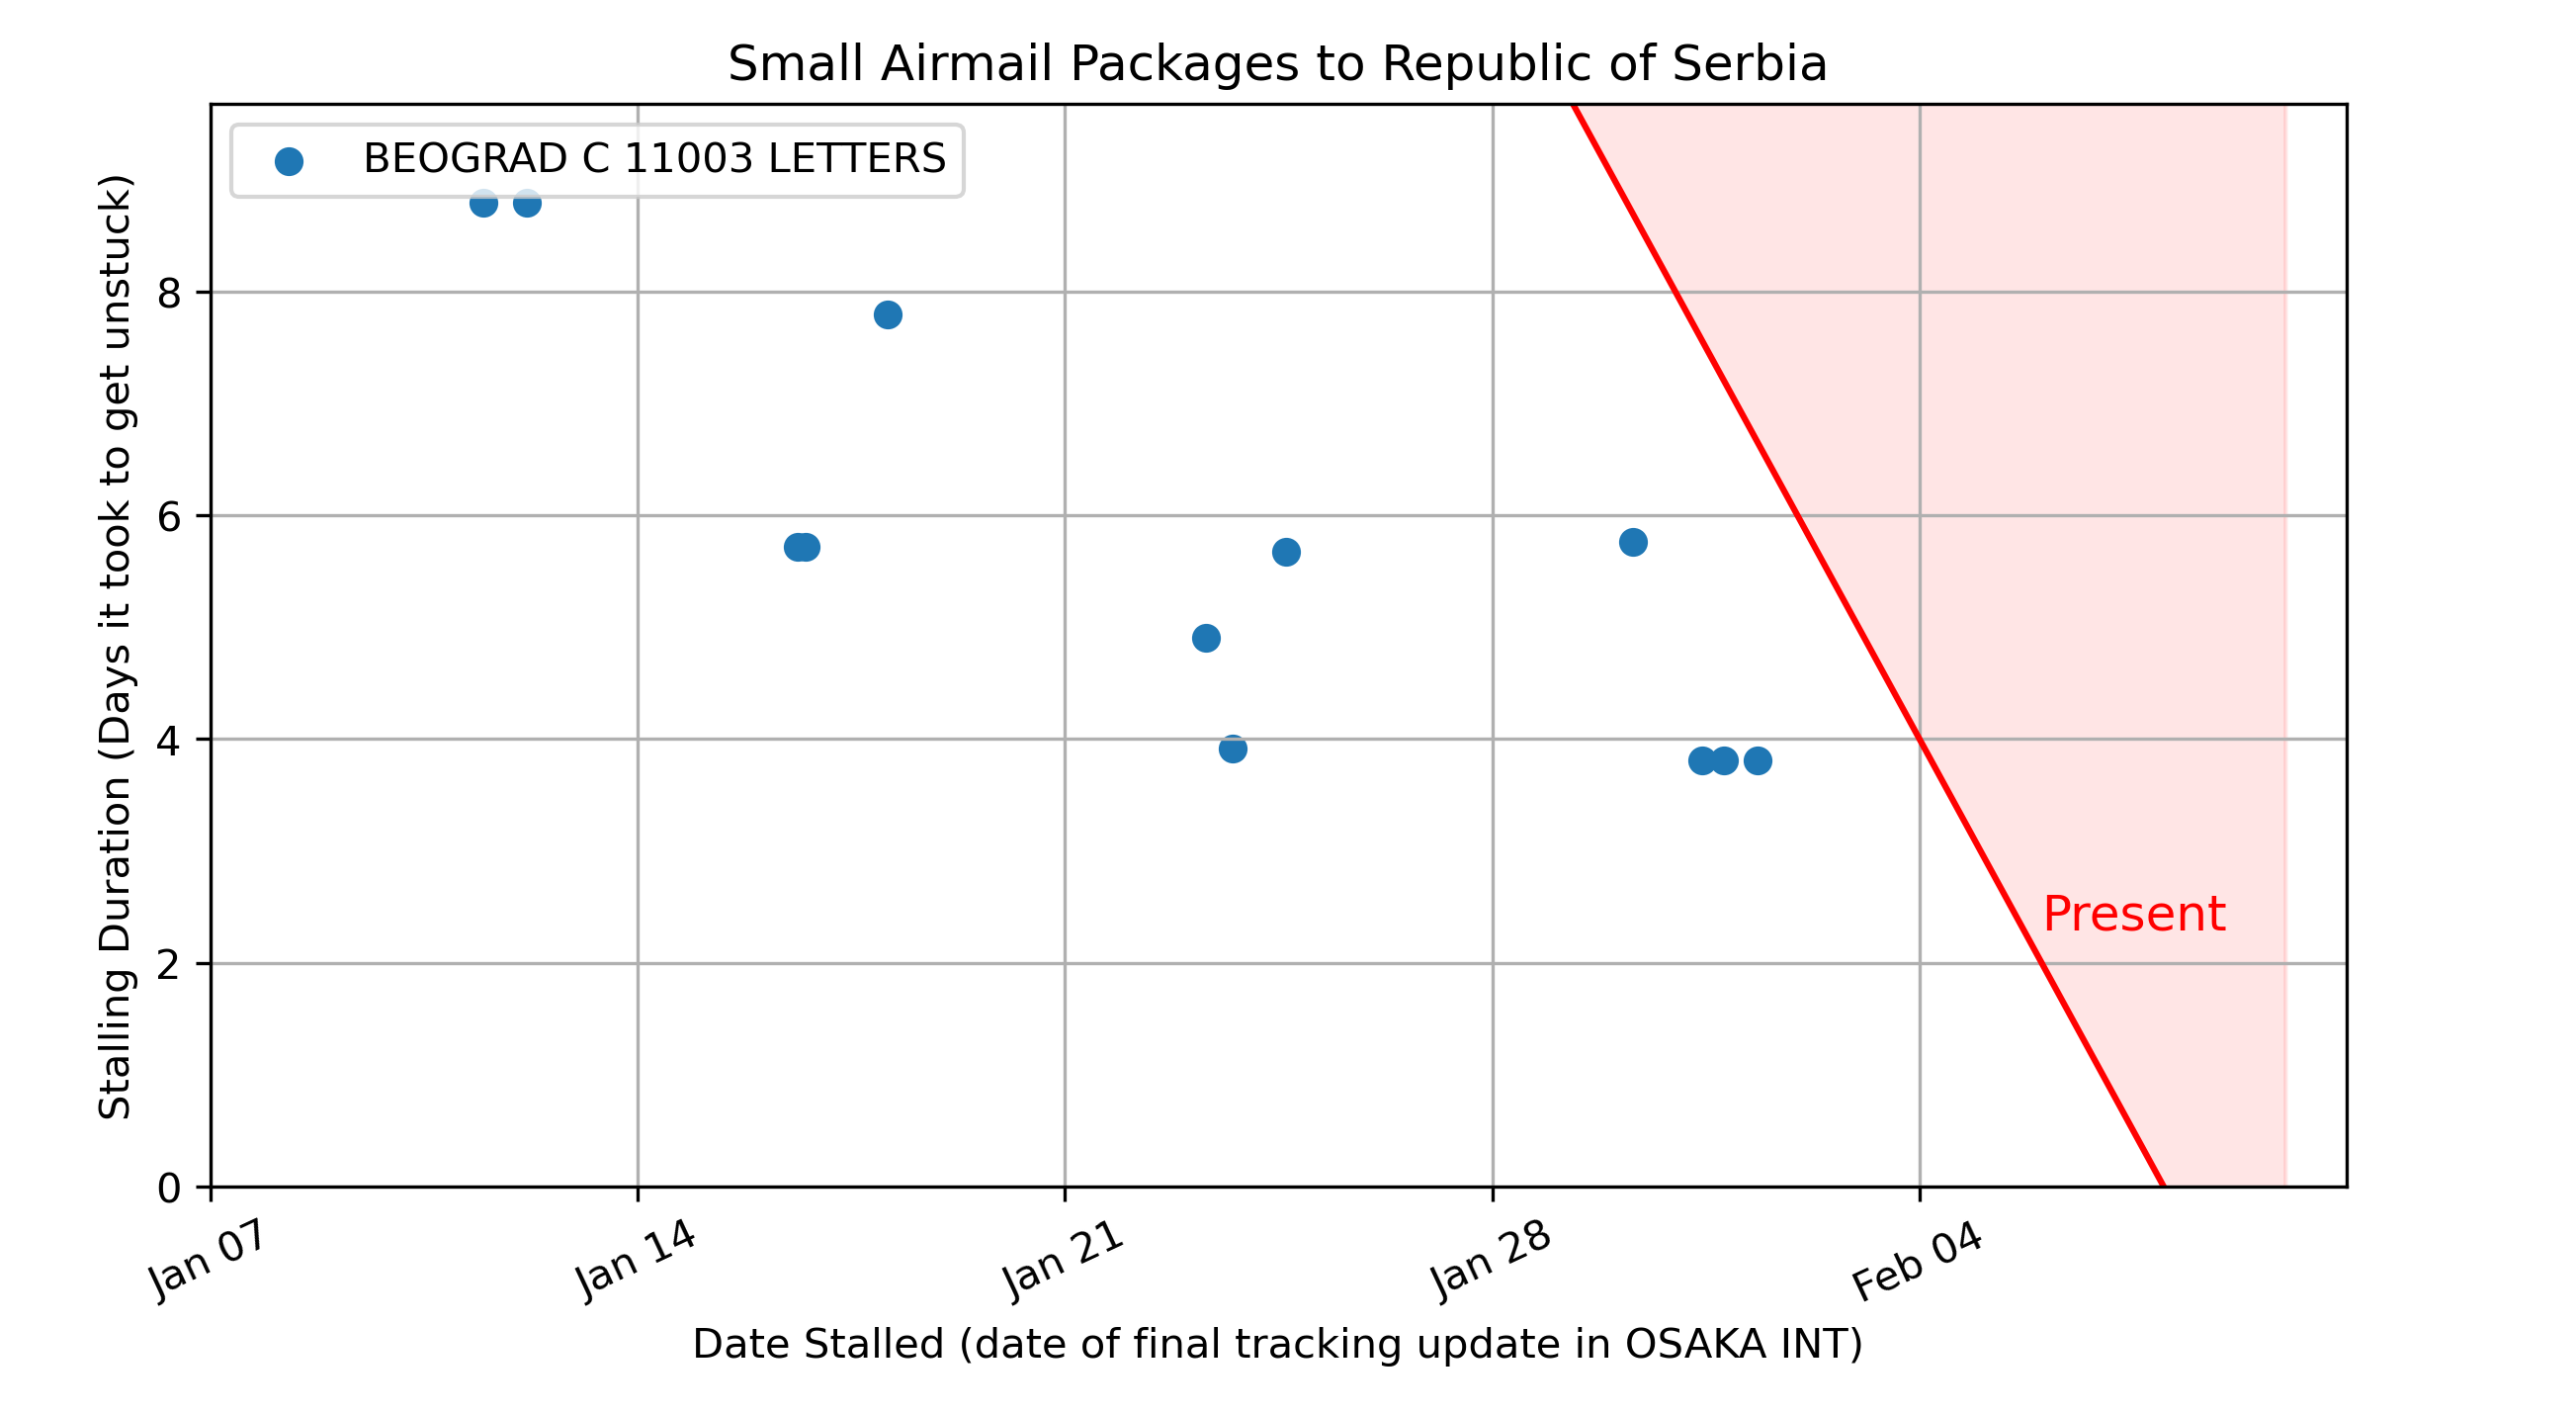 Small Airmail Packages to Republic of Serbia
BEOGRAD C 11003 LETTERS
Stalling Duration (Days it took to get unstuck)
8
6
4
2
0
Present
Jan 07
Jan 14
Jan 21
Jan 28
Feb 04
Date Stalled (date of final tracking update in OSAKA INT)